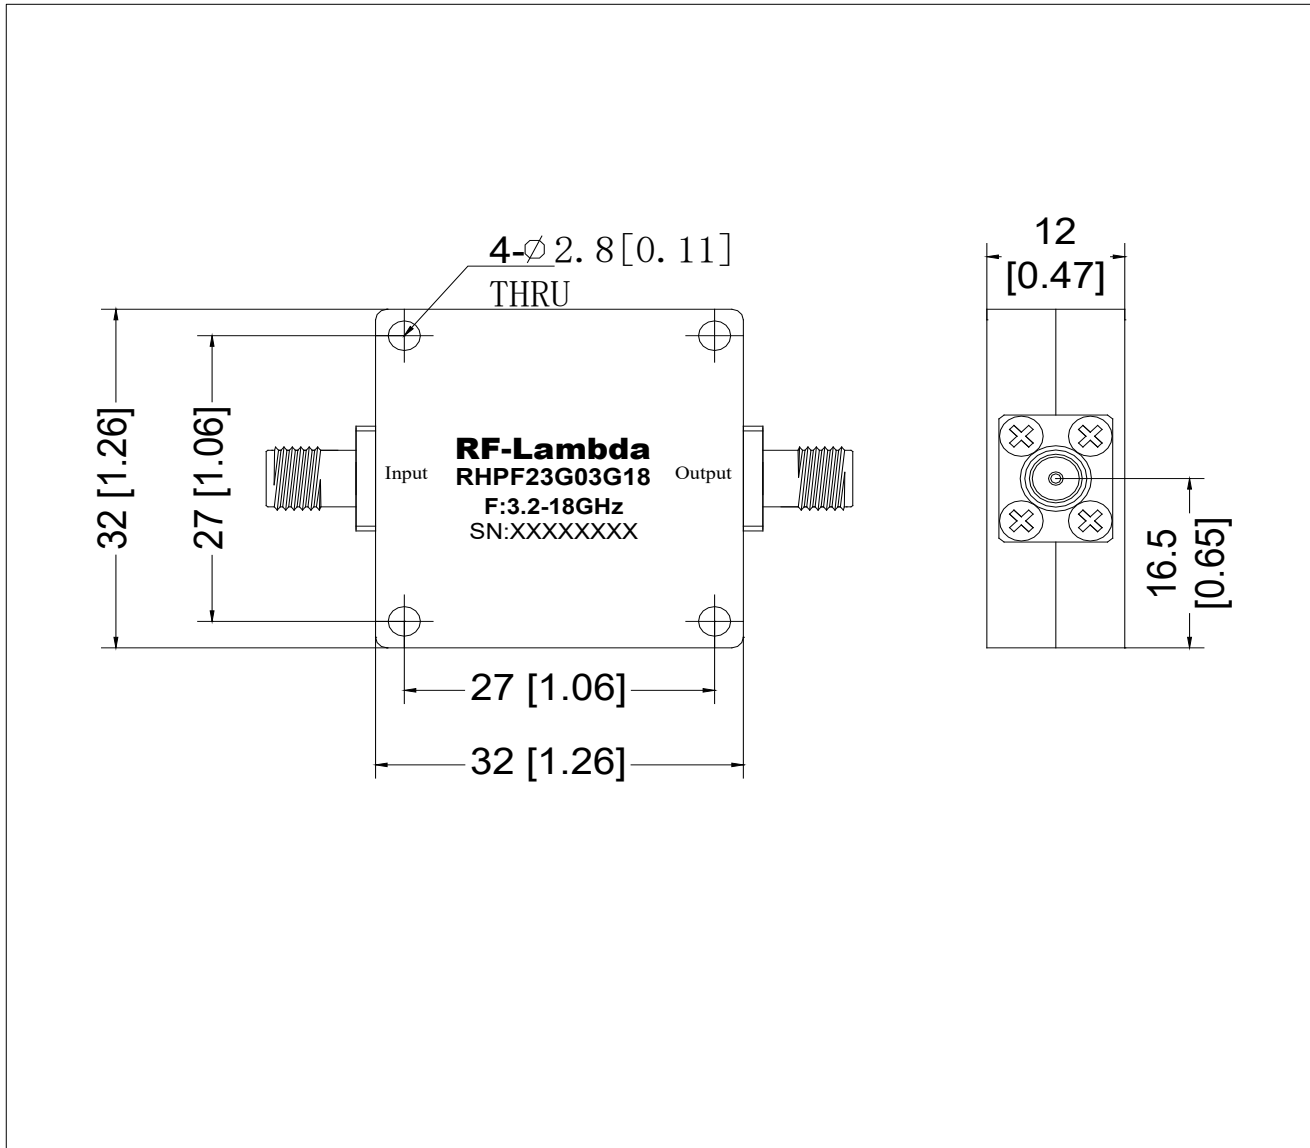 4-∅2.8[0.11]
THRU
12
[0.47]
32 [1.26]
27 [1.06]
Input
RF-Lambda
RHPF23G03G18
F:3.2-18GHz
SN:XXXXXXXX
Output
16.5
[0.65]
27 [1.06]
32 [1.26]